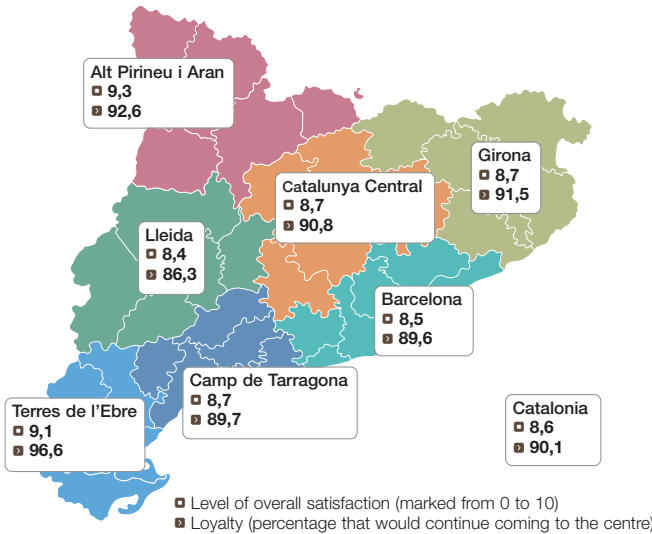 Alt Pirineu i Aran
9,3
92,6
Girona
8,7
91,5
Catalunya Central
8,7
90,8
Lleida
8,4
86,3
Barcelona
8,5
89,6
Camp de Tarragona
8,7
89,7
Terres de l'Ebre
9,1
96,6
Catalonia
8,6
90,1
Level of overall satisfaction (marked from 0 to 10)
Loyalty (percentage that would continue coming to the centre)